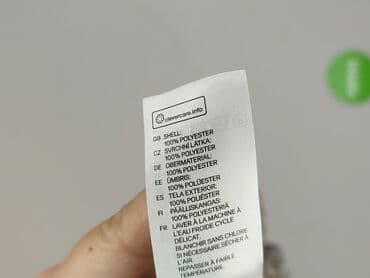 clevercare.info
GB SHELL:
100% POLYESTER
CZ SVRCHNÍ LÁTKA:
100% POLYESTER
DE OBERMATERIAL:
100% POLYESTER
EE ÜMBRIS:
100% POLÜESTER
ES TELA EXTERIOR:
100% POLIÉSTER
FI PÄÄLLISKANGAS:
100% POLYESTERIÄ
FR LAVER À LA MACHINE À
L'EAU FROIDE CYCLE
DÉLICAT.
BLANCHIR SANS CHLORE
SI NÉCESSAIRE SÉCHER À
L'AIR.
REPASSER À FAIBLE
TEMPÉRATURE.